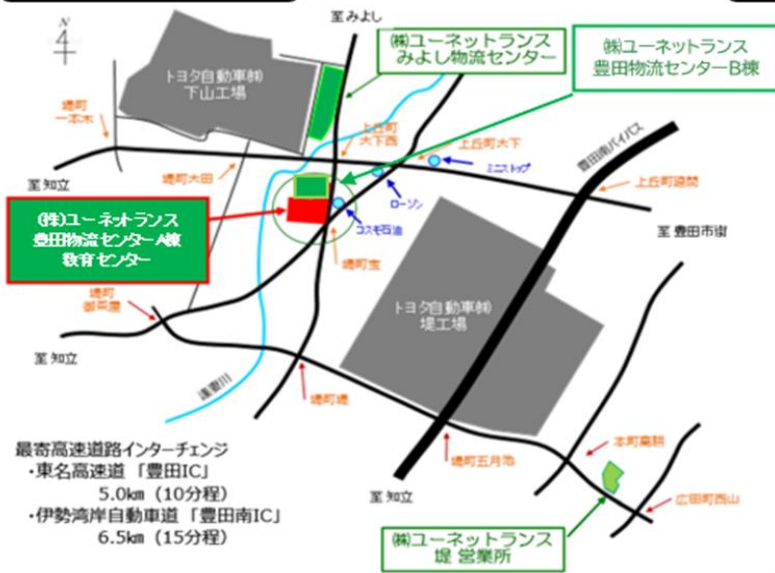 N
至 みよし
㈱ユーネットランス
みよし物流センター
㈱ユーネットランス
豊田物流センターB棟
トヨタ自動車㈱
下山工場
堤町
一本木
上丘町
大下西
上丘町大下
ミニストップ
豊田南バイパス
至 知立
堤町大田
ローソン
上丘町
至 豊田市街
(株)ユーネットランス
豊田物流センターA棟
教育センター
コスモ石油
堤町宝
堤町
トヨタ自動車㈱
堤工場
至 知立
逢妻川
堤町堤
最寄高速道路インターチェンジ
・東名高速道 「豊田IC」
5.0km (10分程)
・伊勢湾岸自動車道 「豊田南IC」
6.5km (15分程)
本町高根
堤町五月池
至 知立
広田町西山
㈱ユーネットランス
堤 営業所